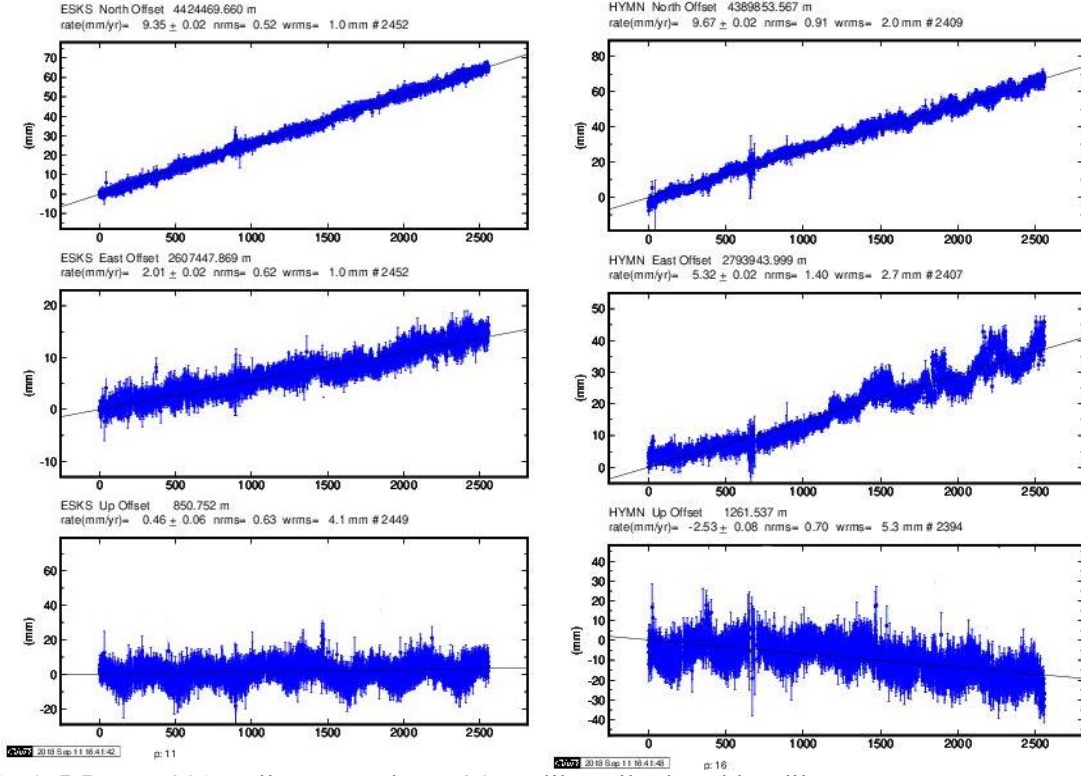 ESKS North Offset 4424469.660 m
rate(mm/yr)= 9.35 ± 0.02 nrms= 0.52 wrms= 1.0 mm # 2452
70
60
50
40
30
20
10
0
-10
(mm)
0 500 1000 1500 2000 2500
ESKS East Offset 2607447.869 m
rate(mm/yr)= 2.01 ± 0.02 nrms= 0.62 wrms= 1.0 mm # 2452
20
10
0
-10
(mm)
0 500 1000 1500 2000 2500
ESKS Up Offset 850.752 m
rate(mm/yr)= 0.46 ± 0.06 nrms= 0.63 wrms= 4.1 mm # 2449
60
40
20
0
-20
(mm)
0 500 1000 1500 2000 2500
2018 Sep 11 16:41:42 p: 11
HYMN North Offset 4389853.567 m
rate(mm/yr)= 9.67 ± 0.02 nrms= 0.91 wrms= 2.0 mm # 2409
80
60
40
20
0
(mm)
0 500 1000 1500 2000 2500
HYMN East Offset 2793943.999 m
rate(mm/yr)= 5.32 ± 0.02 nrms= 1.40 wrms= 2.7 mm # 2407
50
40
30
20
10
0
(mm)
0 500 1000 1500 2000 2500
HYMN Up Offset 1261.537 m
rate(mm/yr)= -2.53 ± 0.08 nrms= 0.70 wrms= 5.3 mm # 2394
40
30
20
10
0
-10
-20
-30
-40
(mm)
0 500 1000 1500 2000 2500
2018 Sep 11 16:41:43 p: 16